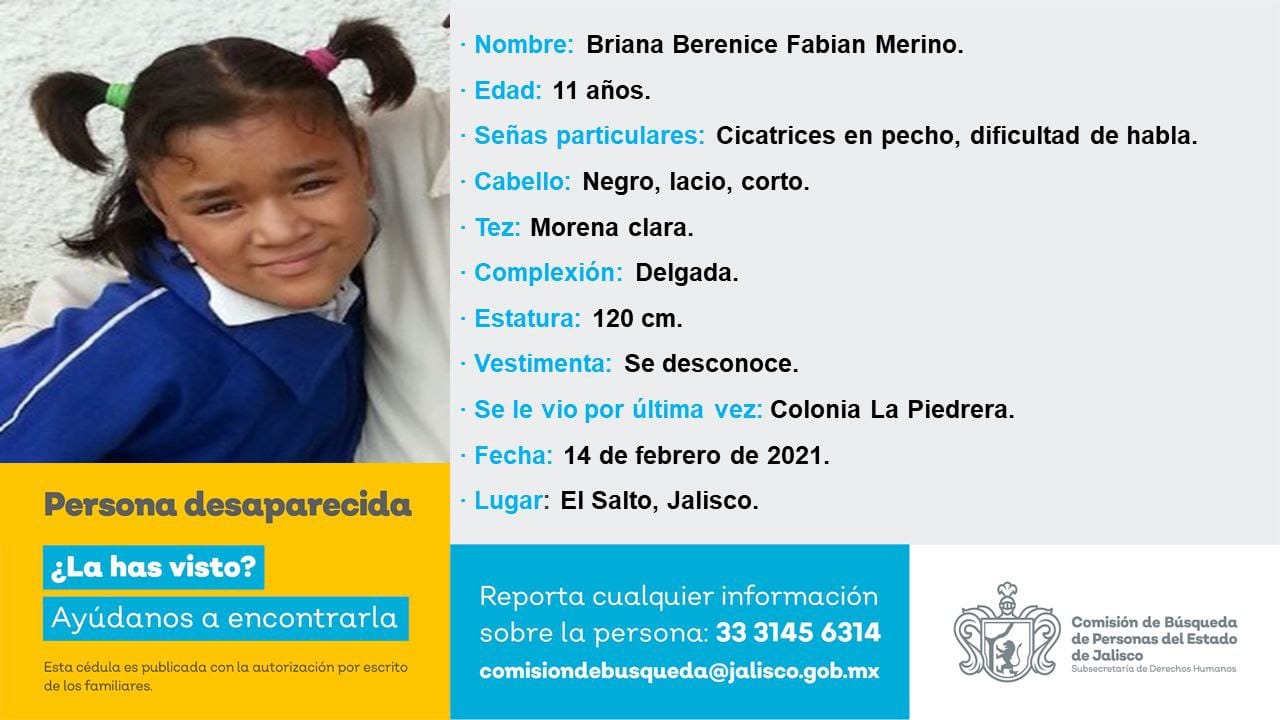 · Nombre: Briana Berenice Fabian Merino.
· Edad: 11 años.
· Señas particulares: Cicatrices en pecho, dificultad de habla.
· Cabello: Negro, lacio, corto.
· Tez: Morena clara.
· Complexión: Delgada.
· Estatura: 120 cm.
· Vestimenta: Se desconoce.
· Se le vio por última vez: Colonia La Piedrera.
· Fecha: 14 de febrero de 2021.
· Lugar: El Salto, Jalisco.
Persona desaparecida
¿La has visto?
Ayúdanos a encontrarla
Esta cédula es publicada con la autorización por escrito
de los familiares.
Reporta cualquier información
sobre la persona: 33 3145 6314
comisiondebusqueda@jalisco.gob.mx
Comisión de Búsqueda
de Personas del Estado
de Jalisco
Subsecretaría de Derechos Humanos